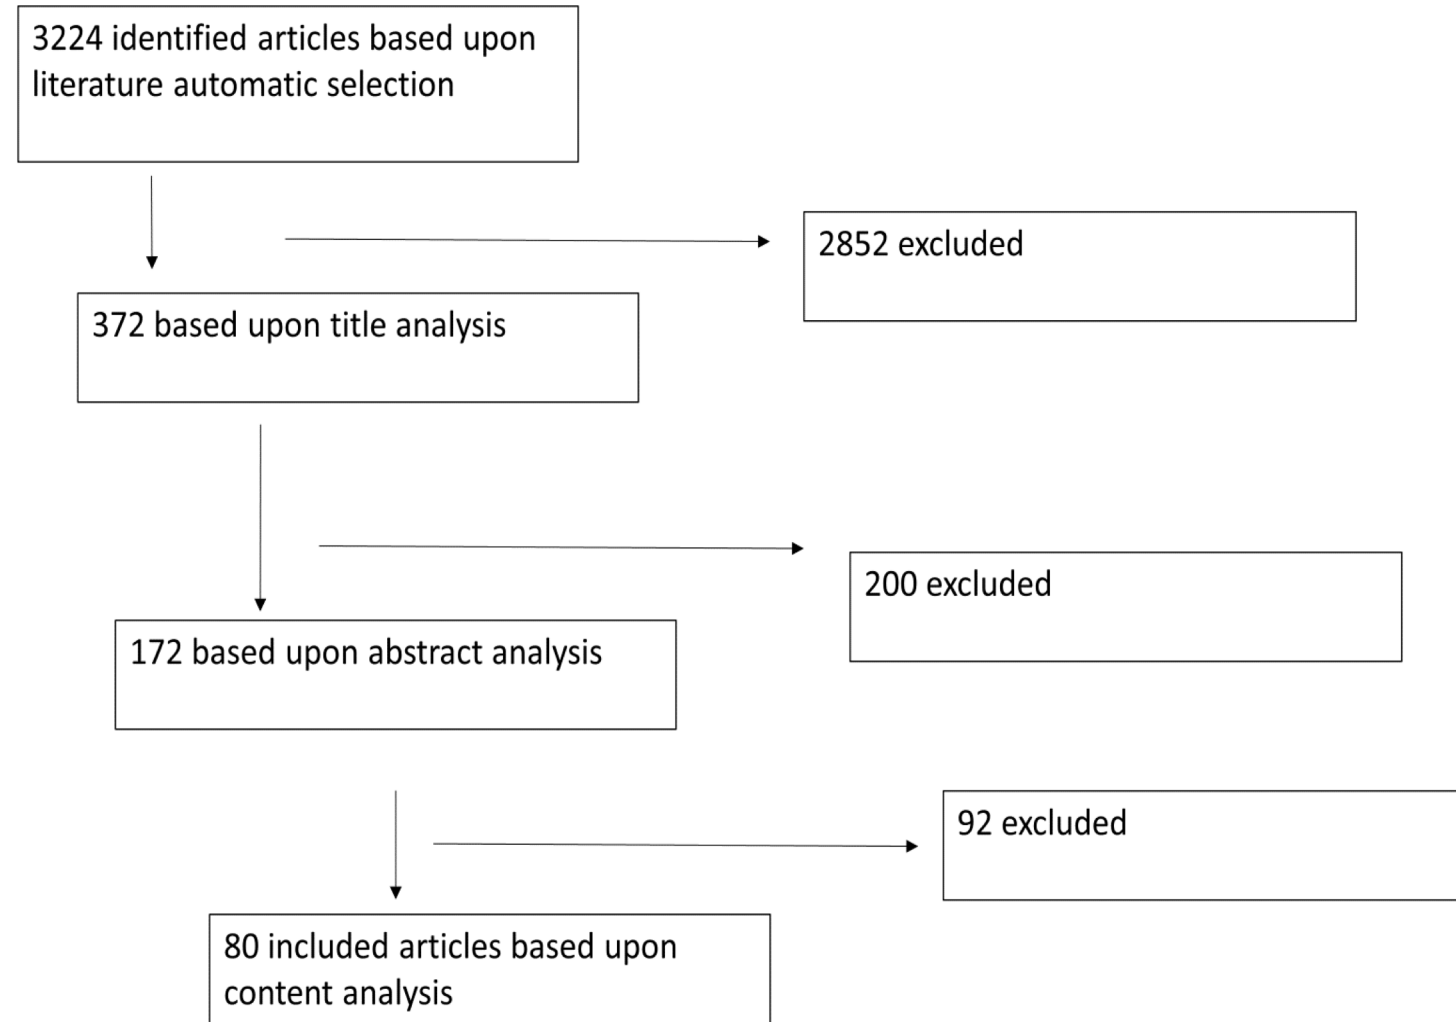 3224 identified articles based upon
literature automatic selection
2852 excluded
372 based upon title analysis
200 excluded
172 based upon abstract analysis
92 excluded
80 included articles based upon
content analysis